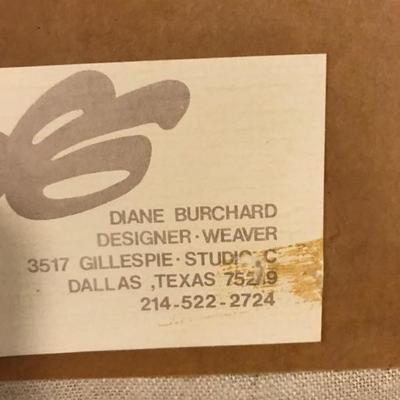 DIANE BURCHARD
DESIGNER·WEAVER
3517 GILLESPIE·STUDIO C
DALLAS ,TEXAS 75219
214-522-2724